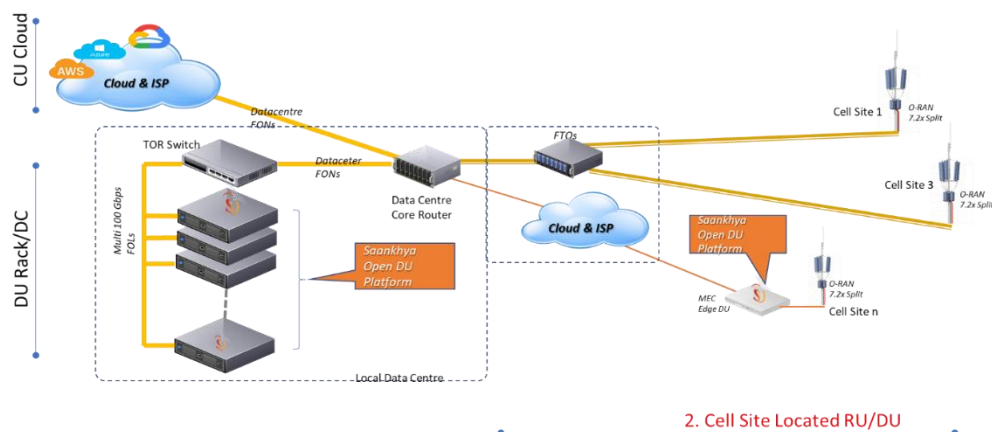 CU Cloud
AWS
Azure
Cloud & ISP
Datacentre
FONs
DU Rack/DC
TOR Switch
Dataceter
FONs
Multi 100 Gbps
FOLs
Data Centre
Core Router
Saankhya
Open DU
Platform
Local Data Centre
FTOs
Cloud & ISP
Cell Site 1
O-RAN
7.2x Split
Cell Site 3
O-RAN
7.2x Split
Saankhya
Open DU
Platform
MEC
Edge DU
O-RAN
7.2x Split
Cell Site n
2. Cell Site Located RU/DU